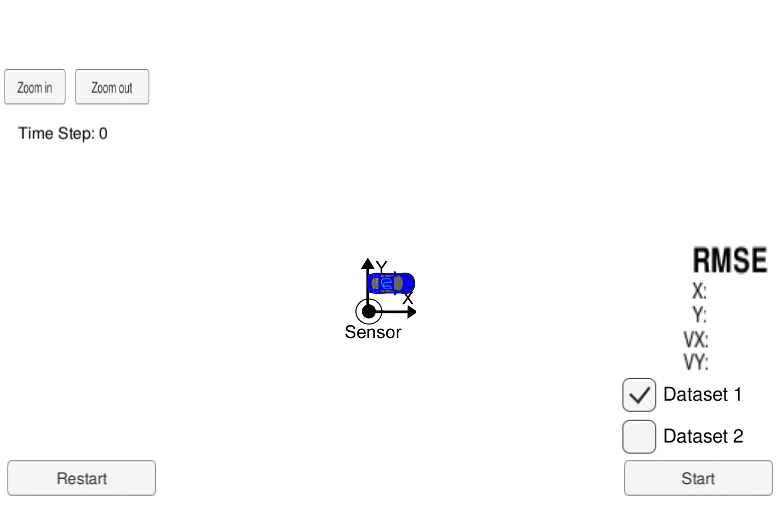 Zoom in
Zoom out
Time Step: 0
Y
X
Sensor
RMSE
X:
Y:
VX:
VY:
Dataset 1
Dataset 2
Restart
Start